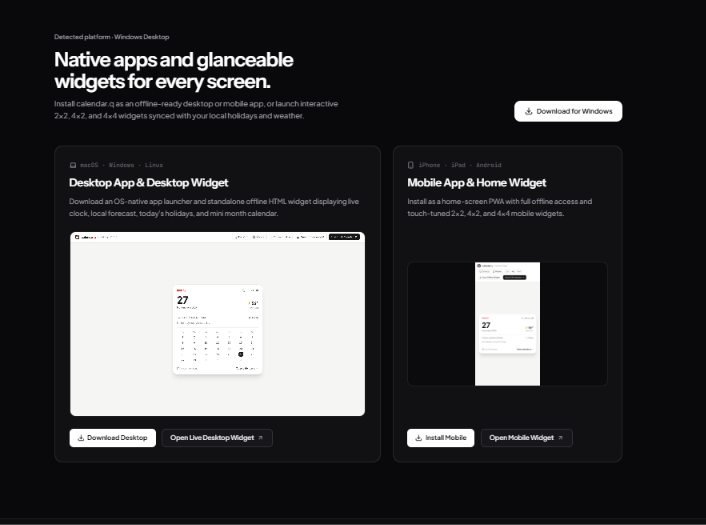 Detected platform · Windows Desktop
Native apps and glanceable
widgets for every screen.
Install calendar.q as an offline-ready desktop or mobile app, or launch interactive
2×2, 4×2, and 4×4 widgets synced with your local holidays and weather.
Download for Windows
macOS · Windows · Linux
Desktop App & Desktop Widget
Download an OS-native app launcher and standalone offline HTML widget displaying live
clock, local forecast, today's holidays, and mini month calendar.
27
Download Desktop
Open Live Desktop Widget
iPhone · iPad · Android
Mobile App & Home Widget
Install as a home-screen PWA with full offline access and
touch-tuned 2×2, 4×2, and 4×4 mobile widgets.
27
Install Mobile
Open Mobile Widget